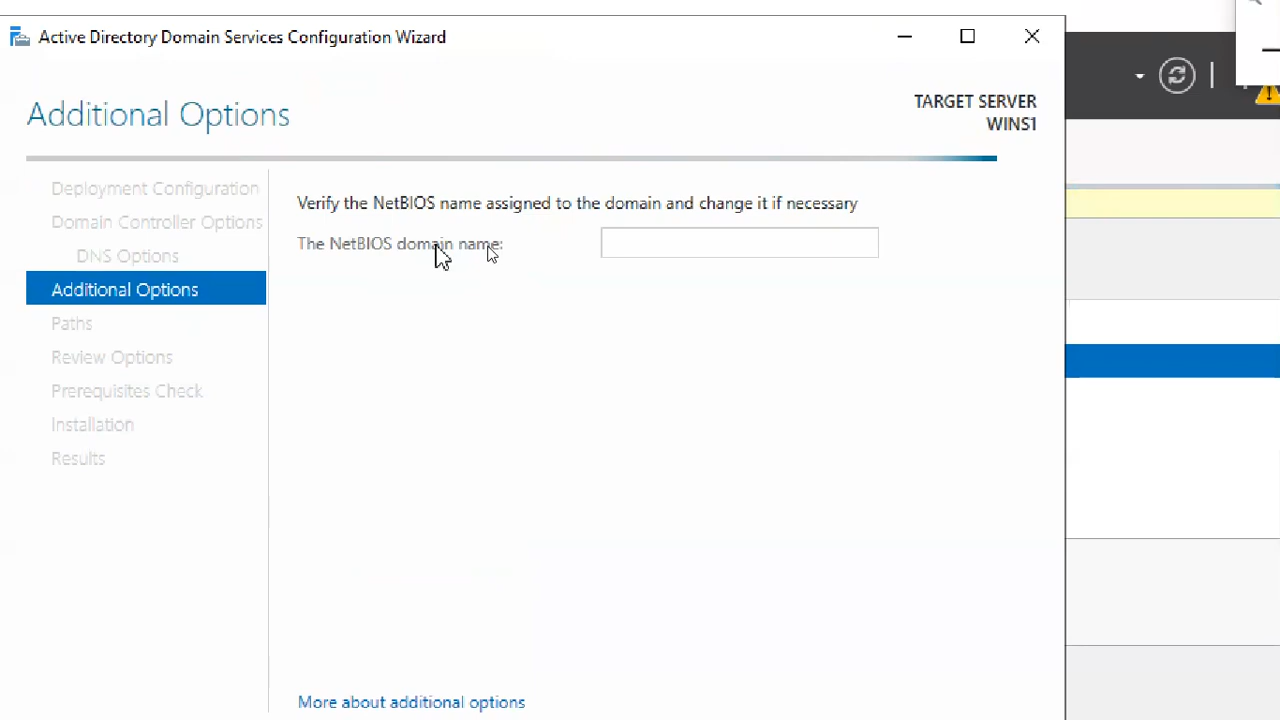 Active Directory Domain Services Configuration Wizard
Additional Options
TARGET SERVER
WINS1
Deployment Configuration
Domain Controller Options
DNS Options
Additional Options
Paths
Review Options
Prerequisites Check
Installation
Results
Verify the NetBIOS name assigned to the domain and change it if necessary
The NetBIOS domain name:
More about additional options